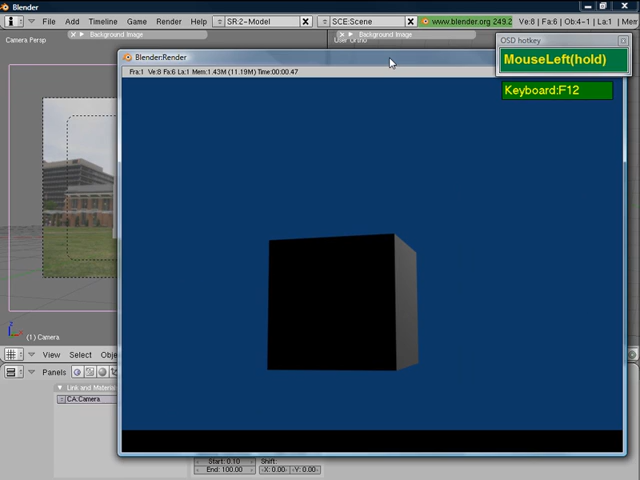 Blender
File Add Timeline Game Render Help
SR:2-Model
SCE:Scene
www.blender.org 249.2
Ve:8 | Fa:6 | Ob:4-1 | La:1 |
Camera Persp
Background Image
Background Image
User Ortho
OSD hotkey
MouseLeft(hold)
Keyboard:F12
Blender:Render
Fra:1 Ve:8 Fa:6 La:1 Mem:1.43M (11.19M) Time:00:00.47
(1) Camera
View Select
Panels
Link and Materia
CA:Camera
Start: 0.10
Shift:
End: 100.00
X: 0.00
Y: 0.00